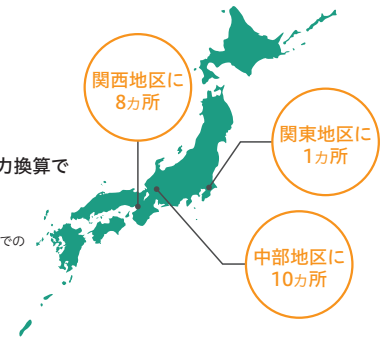 関西地区に
8カ所
関東地区に
1カ所
力換算で
での
中部地区に
10カ所